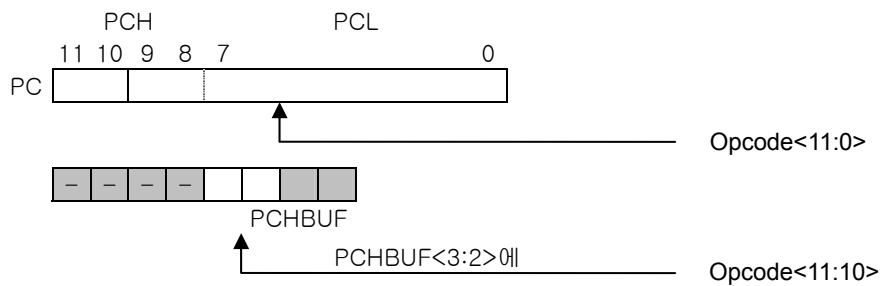 PCH PCL
11 10 9 8 7 0
PC
Opcode<11:0>
- - - -
PCHBUF
PCHBUF<3:2>에
Opcode<11:10>